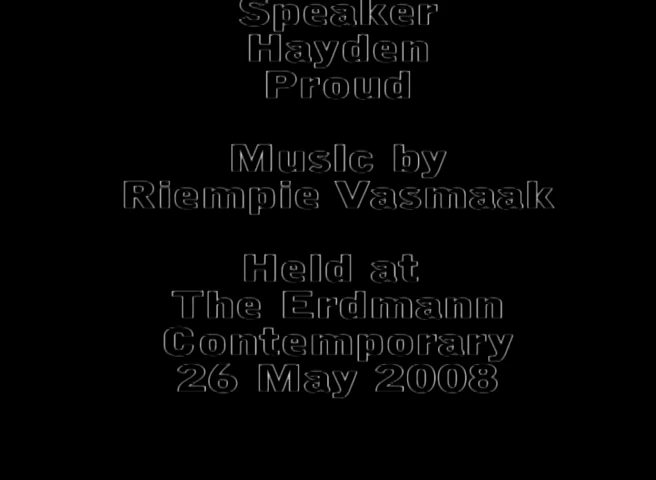 Speaker
Hayden
Proud
Music by
Riempie Vasmaak
Held at
The Erdmann
Contemporary
26 May 2008